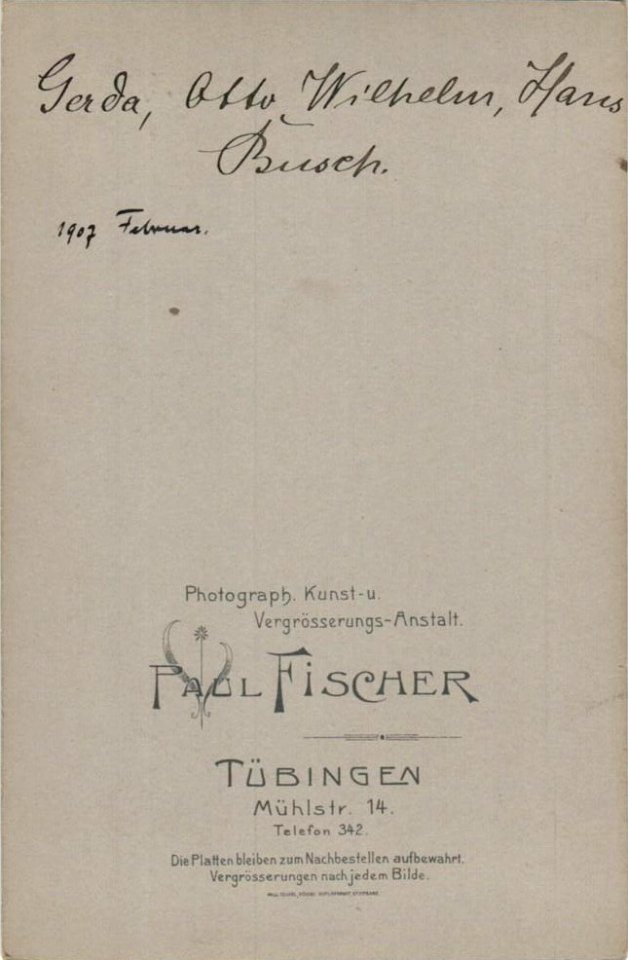 Gerda, Otto, Wilhelm, Hans
Busch.
1907 Februar.
Photograph. Kunst-u.
Vergrösserungs-Anstalt.
PAUL FISCHER
TÜBINGEN
Mühlstr. 14.
Telefon 342.
Die Platten bleiben zum Nachbestellen aufbewahrt.
Vergrösserungen nach jedem Bilde.